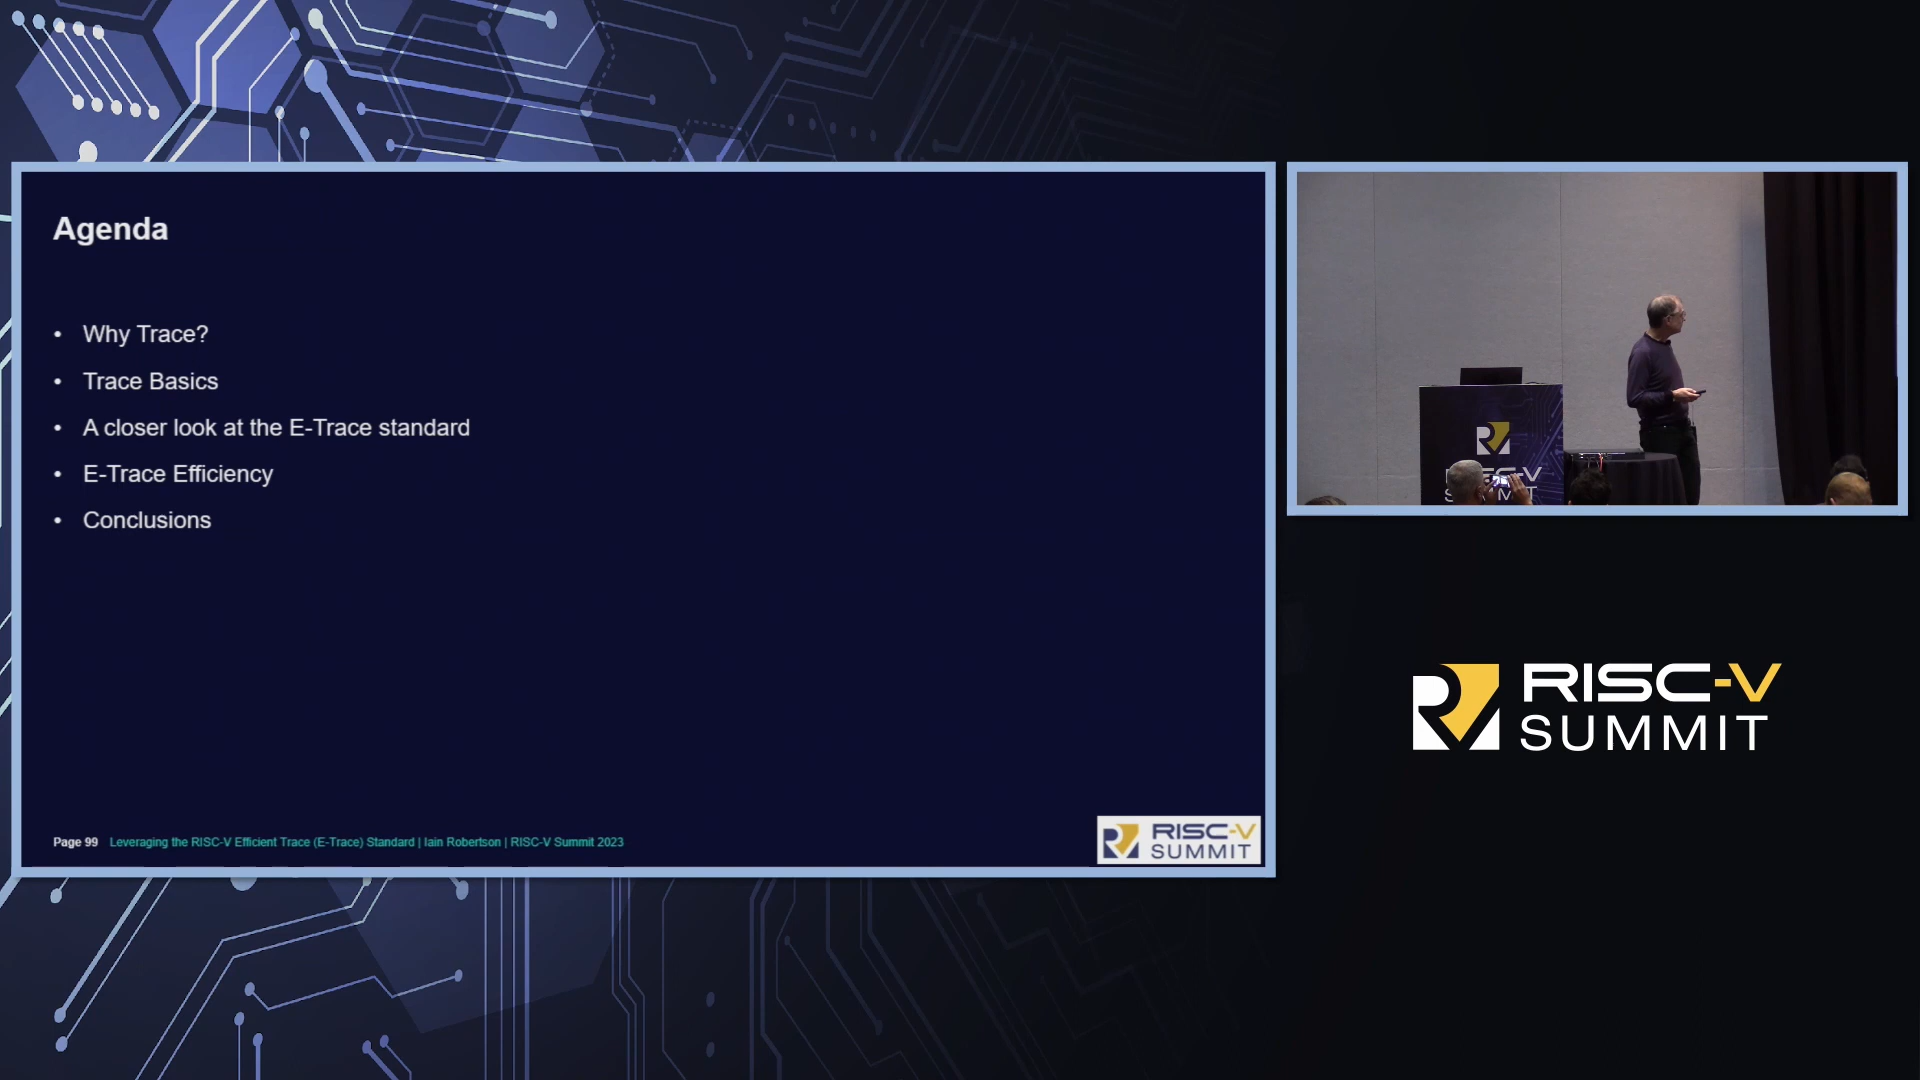 Agenda
• Why Trace?
• Trace Basics
• A closer look at the E-Trace standard
• E-Trace Efficiency
• Conclusions
Page 99 Leveraging the RISC-V Efficient Trace (E-Trace) Standard | Iain Robertson | RISC-V Summit 2023
RISC-V
SUMMIT
RISC-V
SUMMIT